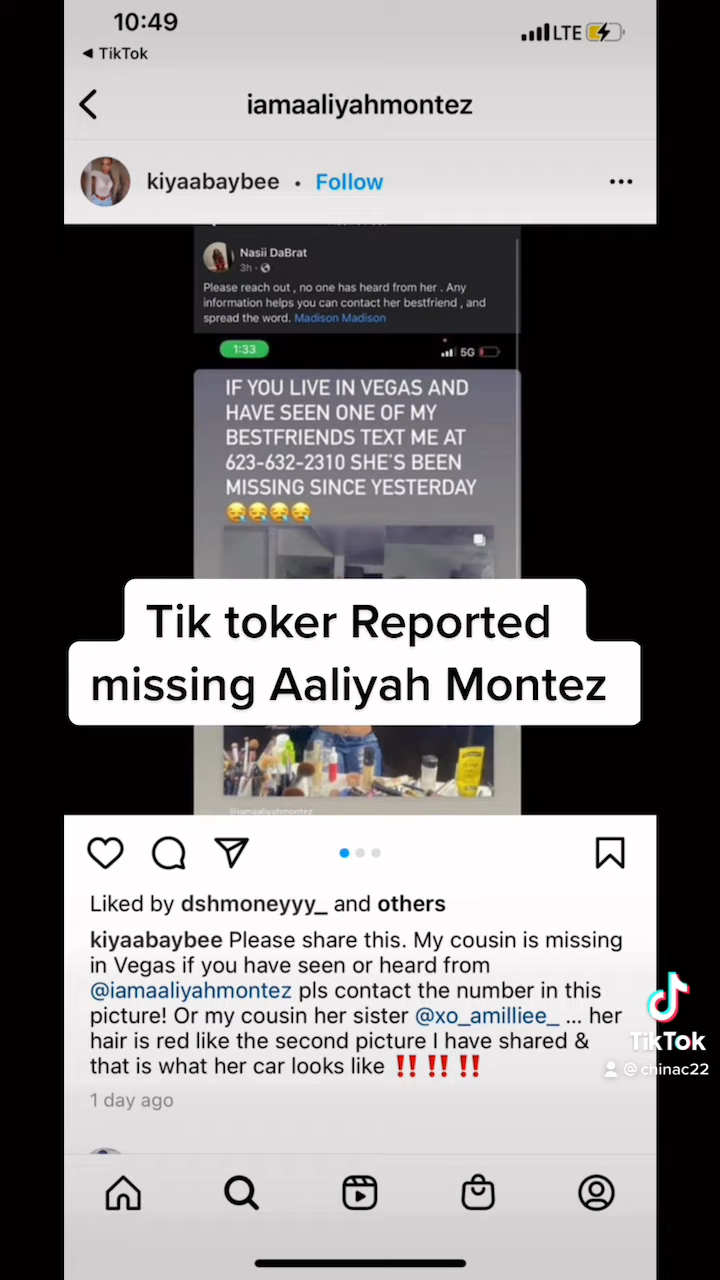 10:49
LTE
TikTok
iamaaliyahmontez
kiyaabaybee • Follow
Nasii DaBrat
3h
Please reach out , no one has heard from her . Any
information helps you can contact her bestfriend , and
spread the word. Madison Madison
1:33
5G
IF YOU LIVE IN VEGAS AND
HAVE SEEN ONE OF MY
BESTFRIENDS TEXT ME AT
623-632-2310 SHE'S BEEN
MISSING SINCE YESTERDAY
😪😪😪😪
Tik toker Reported
missing Aaliyah Montez
@iamaaliyahmontez
Liked by dshmoneyyy_ and others
kiyaabaybee Please share this. My cousin is missing
in Vegas if you have seen or heard from
@iamaaliyahmontez pls contact the number in this
picture! Or my cousin her sister @xo_amilliee_ ... her
hair is red like the second picture I have shared &
that is what her car looks like ‼️ ‼️ ‼️
1 day ago
TikTok
@chinac22